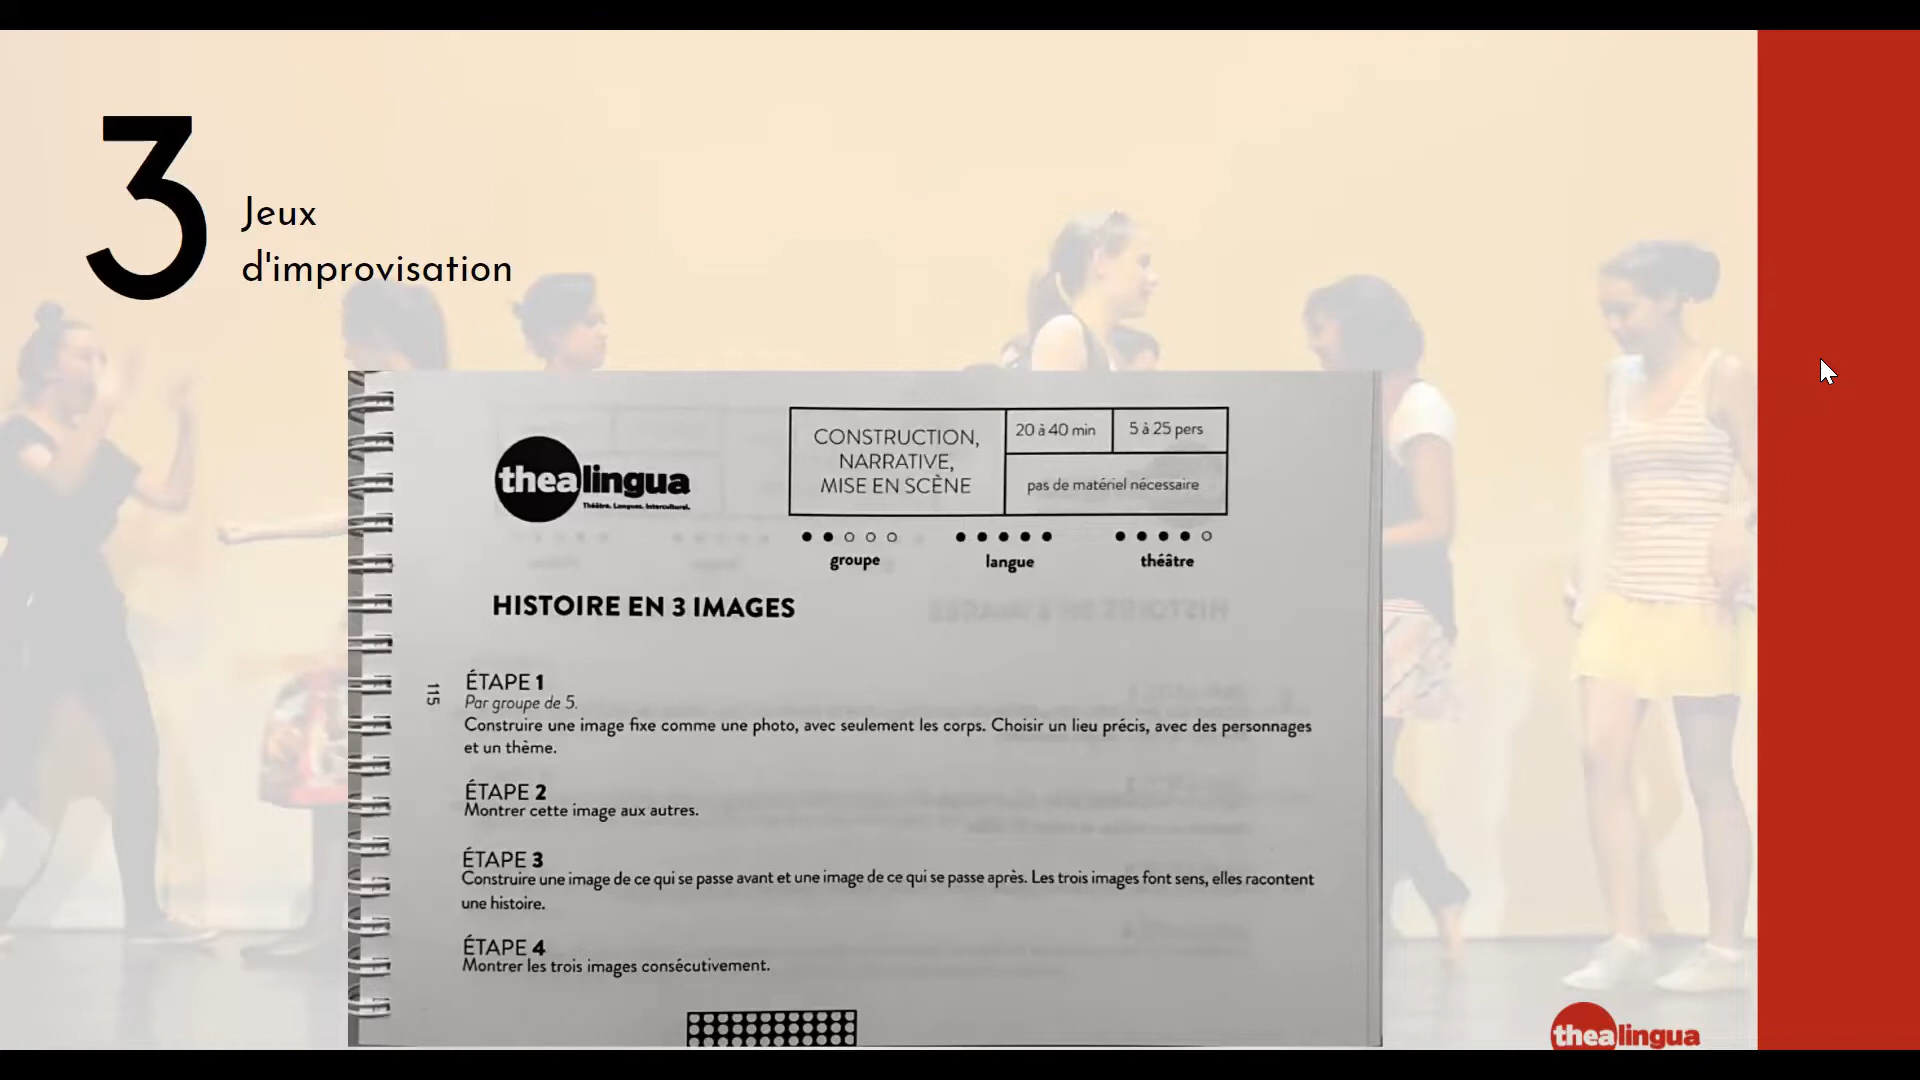 3
Jeux
d'improvisation
thealingua
Théâtre. Langues. Interculturel.
CONSTRUCTION,
NARRATIVE,
MISE EN SCÈNE
20 à 40 min
5 à 25 pers
pas de matériel nécessaire
groupe
langue
théâtre
HISTOIRE EN 3 IMAGES
115
ÉTAPE 1
Par groupe de 5.
Construire une image fixe comme une photo, avec seulement les corps. Choisir un lieu précis, avec des personnages
et un thème.
ÉTAPE 2
Montrer cette image aux autres.
ÉTAPE 3
Construire une image de ce qui se passe avant et une image de ce qui se passe après. Les trois images font sens, elles racontent
une histoire.
ÉTAPE 4
Montrer les trois images consécutivement.
thealingua